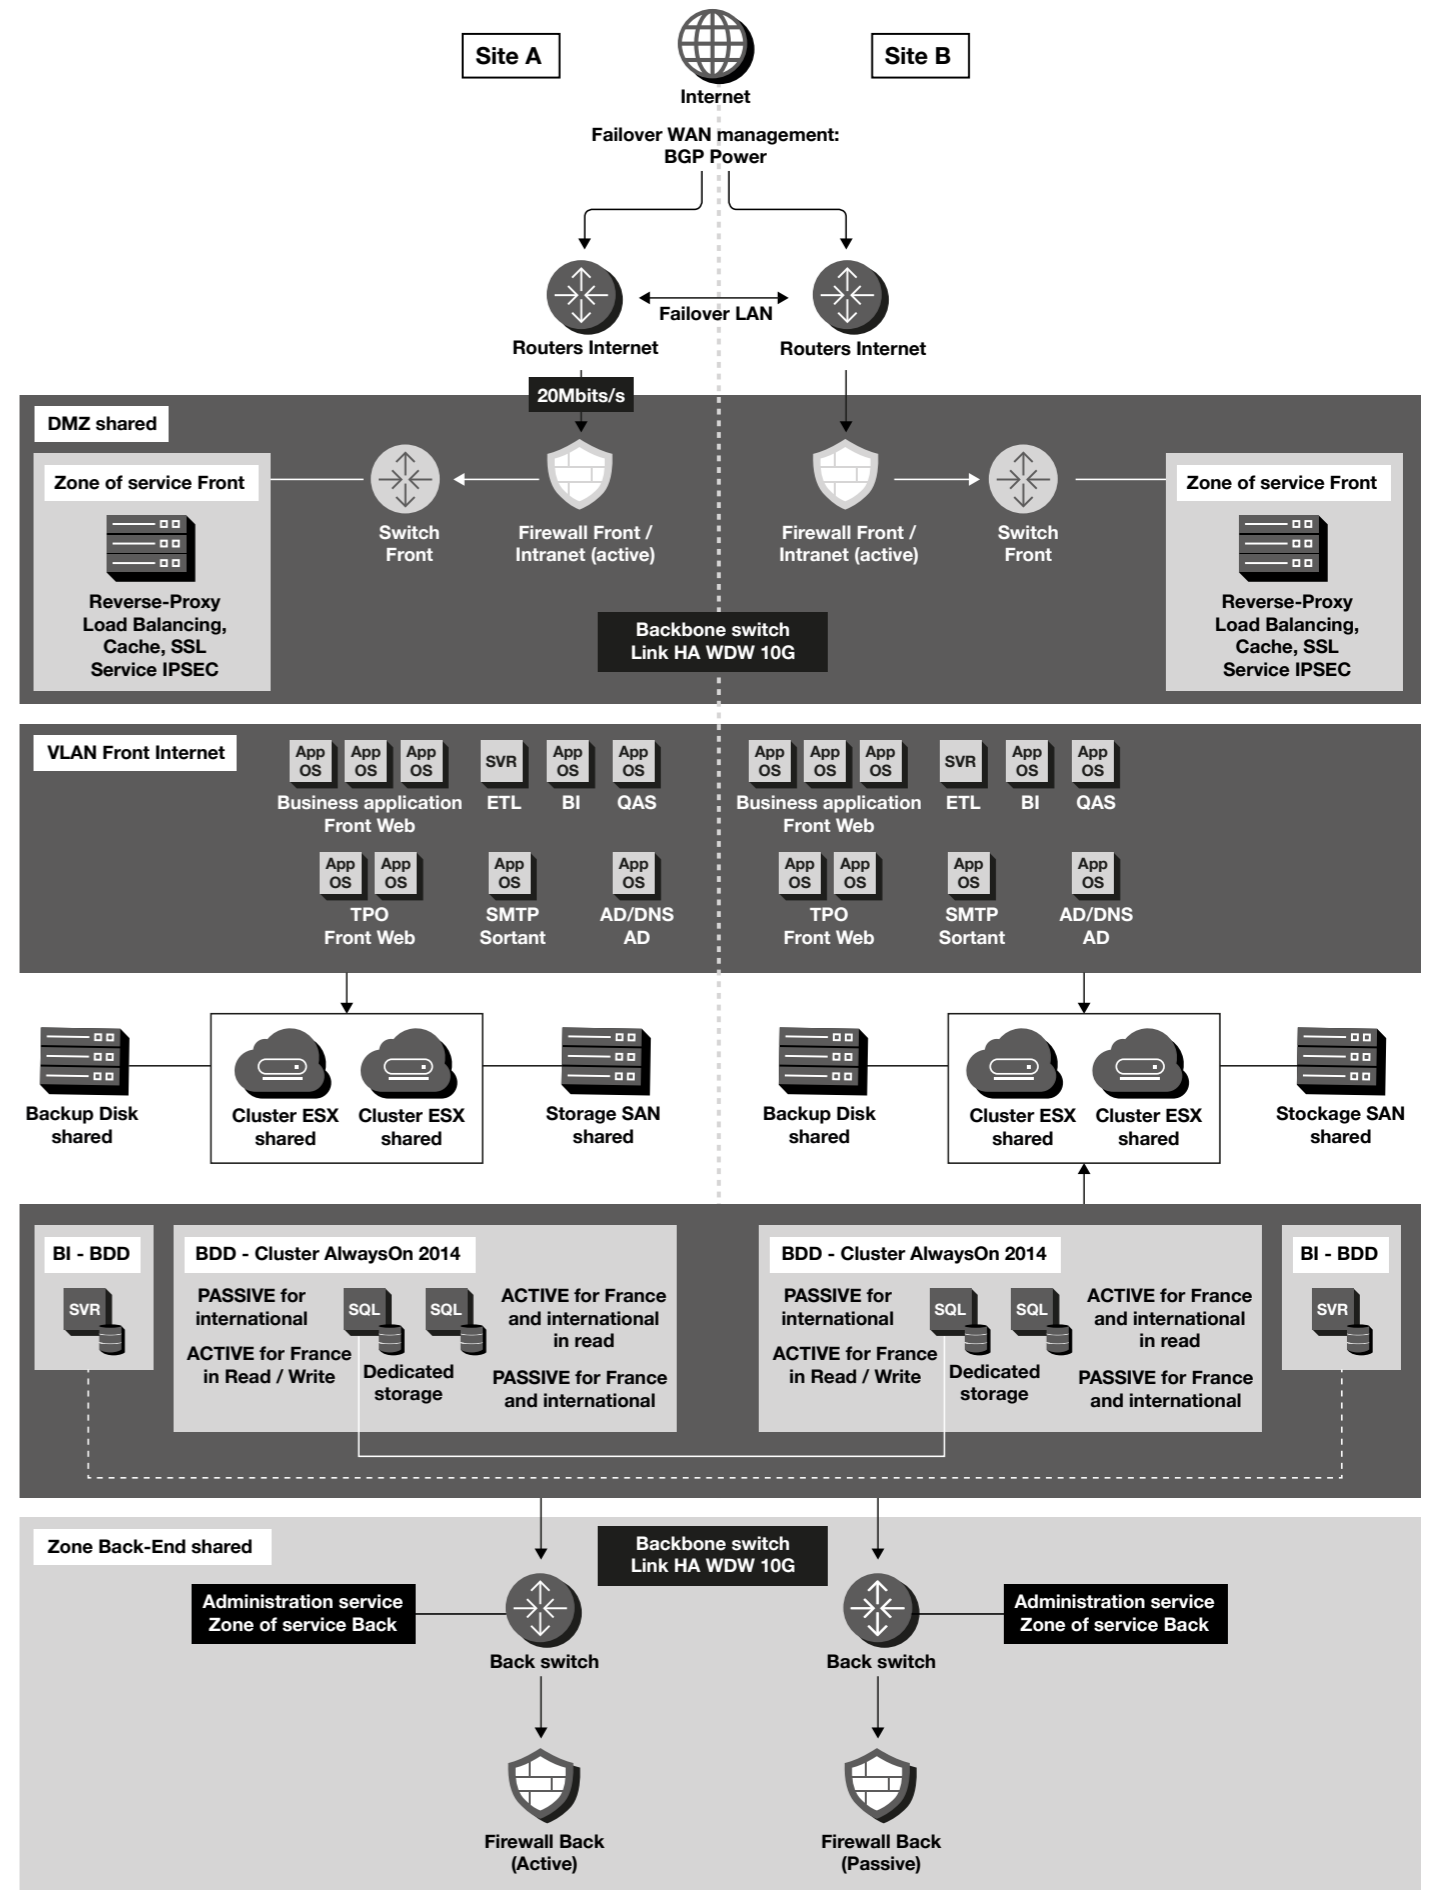 Site A
Site B
Internet
Failover WAN management:
BGP Power
Failover LAN
Routers Internet
Routers Internet
20Mbits/s
DMZ shared
Zone of service Front
Reverse-Proxy
Load Balancing,
Cache, SSL
Service IPSEC
Switch
Front
Firewall Front /
Intranet (active)
Firewall Front /
Intranet (active)
Switch
Front
Zone of service Front
Reverse-Proxy
Load Balancing,
Cache, SSL
Service IPSEC
Backbone switch
Link HA WDW 10G
VLAN Front Internet
App
OS
App
OS
App
OS
Business application
Front Web
SVR
ETL
App
OS
BI
App
OS
QAS
App
OS
App
OS
TPO
Front Web
App
OS
SMTP
Sortant
App
OS
AD/DNS
AD
App
OS
App
OS
App
OS
Business application
Front Web
SVR
ETL
App
OS
BI
App
OS
QAS
App
OS
App
OS
TPO
Front Web
App
OS
SMTP
Sortant
App
OS
AD/DNS
AD
Backup Disk
shared
Cluster ESX
shared
Cluster ESX
shared
Storage SAN
shared
Backup Disk
shared
Cluster ESX
shared
Cluster ESX
shared
Stockage SAN
shared
BI - BDD
SVR
BDD - Cluster AlwaysOn 2014
PASSIVE for
international
ACTIVE for France
in Read / Write
SQL
SQL
Dedicated
storage
ACTIVE for France
and international
in read
PASSIVE for France
and international
BDD - Cluster AlwaysOn 2014
PASSIVE for
international
ACTIVE for France
in Read / Write
SQL
SQL
Dedicated
storage
ACTIVE for France
and international
in read
PASSIVE for France
and international
BI - BDD
SVR
Zone Back-End shared
Backbone switch
Link HA WDW 10G
Administration service
Zone of service Back
Back switch
Back switch
Administration service
Zone of service Back
Firewall Back
(Active)
Firewall Back
(Passive)